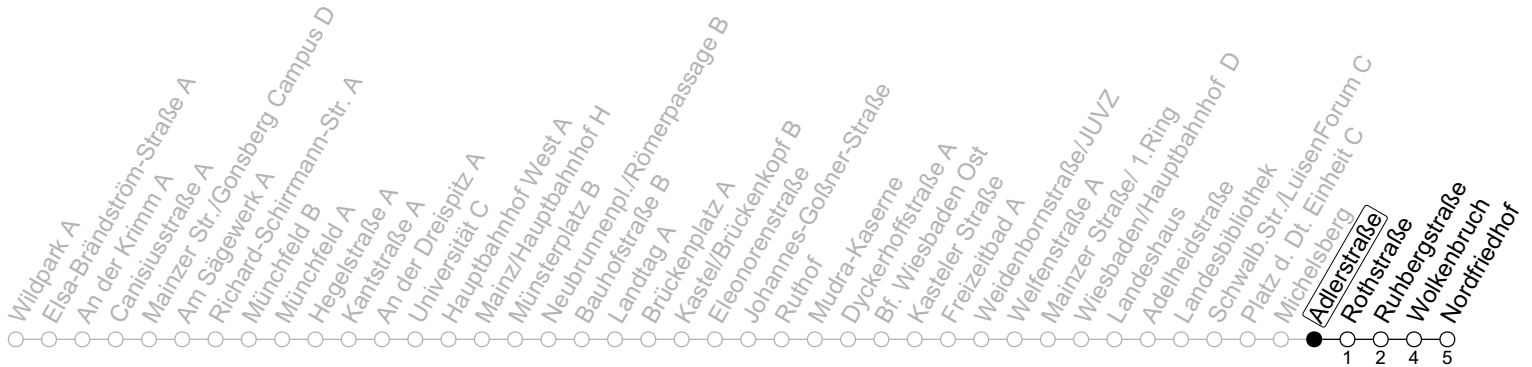 Wildpark A
Elsa-Brändström-Straße A
An der Krimm A
Canisiusstraße A
Mainzer Str./Gonsberg Campus D
Am Sägewerk A
Richard-Schirrmann-Str. A
Münchfeld B
Münchfeld A
Hegelstraße A
Kantstraße A
An der Dreispitz A
Universität C
Hauptbahnhof West A
Mainz/Hauptbahnhof H
Münsterplatz B
Neubrunnenpl./Römerpassage B
Bauhofstraße B
Landtag A
Brückenplatz A
Kastel/Brückenkopf B
Eleonorenstraße
Johannes-Goßner-Straße
Ruthof
Mudra-Kaserne
Dyckerhoffstraße A
Bf. Wiesbaden Ost
Kasteler Straße
Freizeitbad A
Weidenbornstraße/JUVZ
Welfenstraße A
Mainzer Straße/ 1.Ring
Wiesbaden/Hauptbahnhof D
Landeshaus
Adelheidstraße
Landesbibliothek
Schwalb.Str./LuisenForum C
Platz d. Dt. Einheit C
Michelsberg
Adlerstraße
Rothstraße
Ruhbergstraße
Wolkenbruch
Nordfriedhof
1 2 4 5